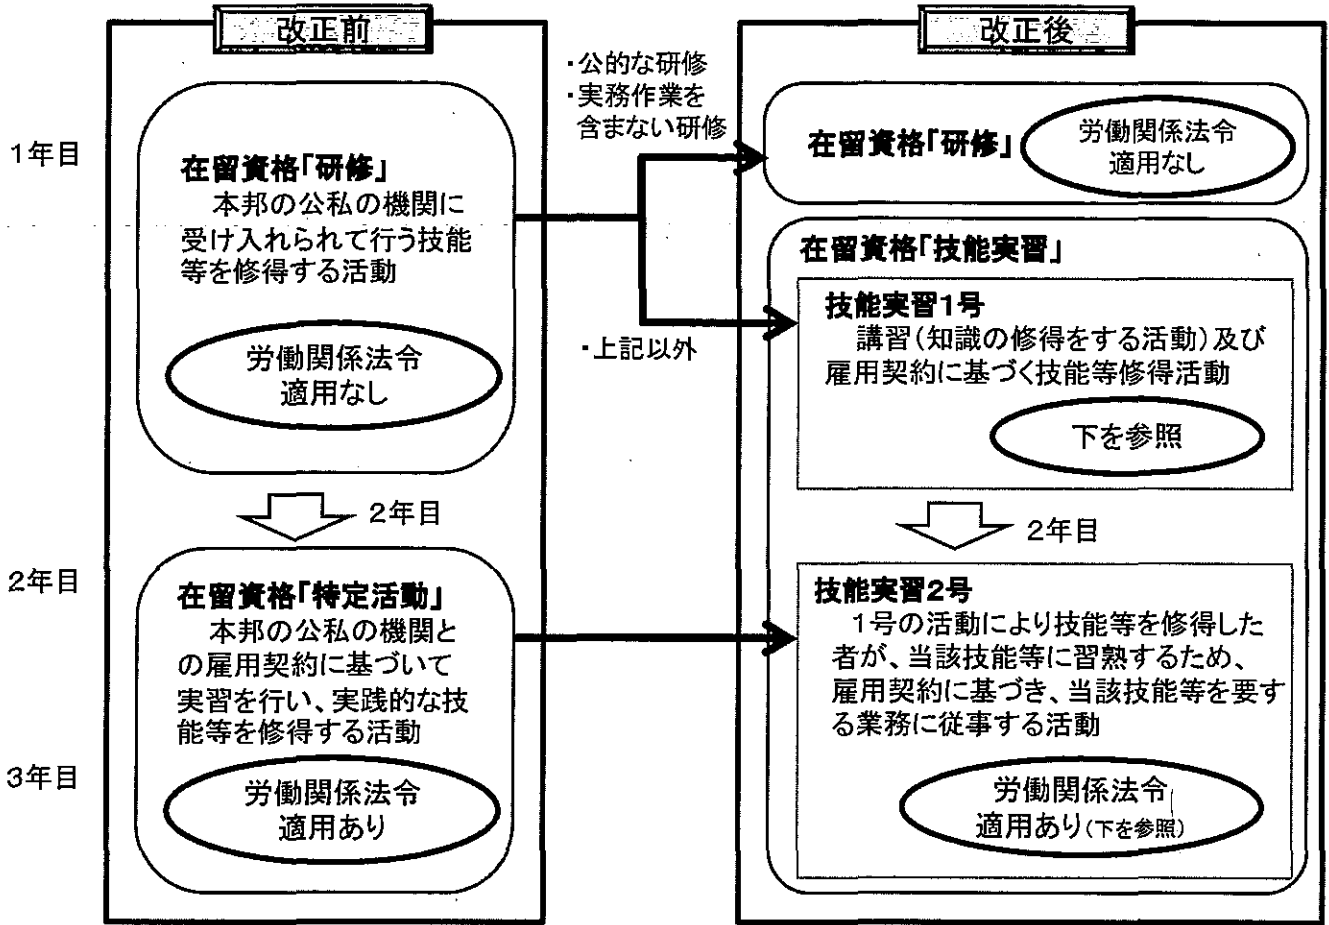 改正前
1年目
在留資格「研修」
本邦の公私の機関に
受け入れられて行う技能
等を修得する活動
労働関係法令
適用なし
2年目
2年目
在留資格「特定活動」
本邦の公私の機関と
の雇用契約に基づいて
実習を行い、実践的な技
能等を修得する活動
3年目
労働関係法令
適用あり
・公的な研修
・実務作業を
含まない研修
・上記以外
改正後
在留資格「研修」
労働関係法令
適用なし
在留資格「技能実習」
技能実習1号
講習(知識の修得をする活動)及び
雇用契約に基づく技能等修得活動
下を参照
2年目
技能実習2号
1号の活動により技能等を修得した
者が、当該技能等に習熟するため、
雇用契約に基づき、当該技能等を要す
る業務に従事する活動
労働関係法令
適用あり(下を参照)